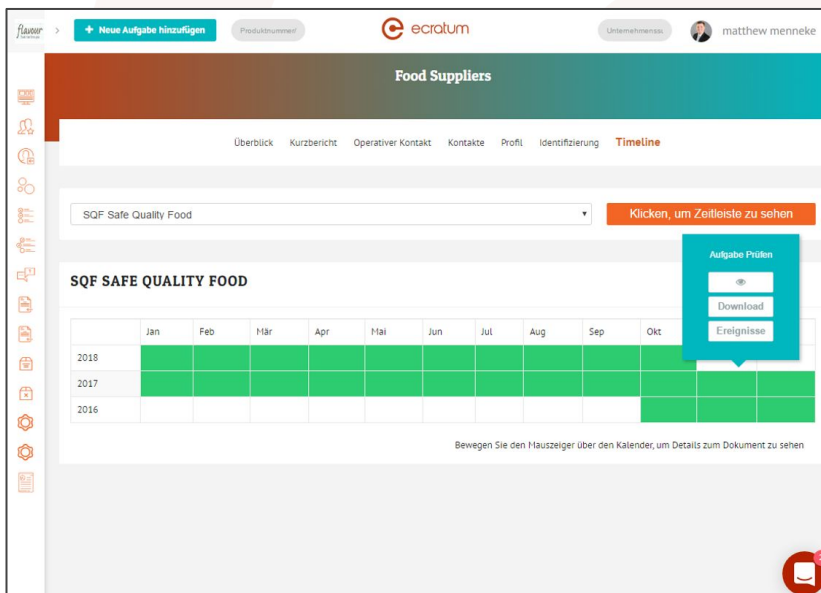 flavour
> + Neue Aufgabe hinzufügen Produktnummer/ ecratum Unternehmenssu matthew menneke
Food Suppliers
Überblick Kurzbericht Operativer Kontakt Kontakte Profil Identifizierung Timeline
SQF Safe Quality Food Klicken, um Zeitleiste zu sehen
Aufgabe Prüfen
SQF SAFE QUALITY FOOD
Download
Ereignisse
Jan Feb Mär Apr Mai Jun Jul Aug Sep Okt
2018
2017
2016
Bewegen Sie den Mauszeiger über den Kalender, um Details zum Dokument zu sehen